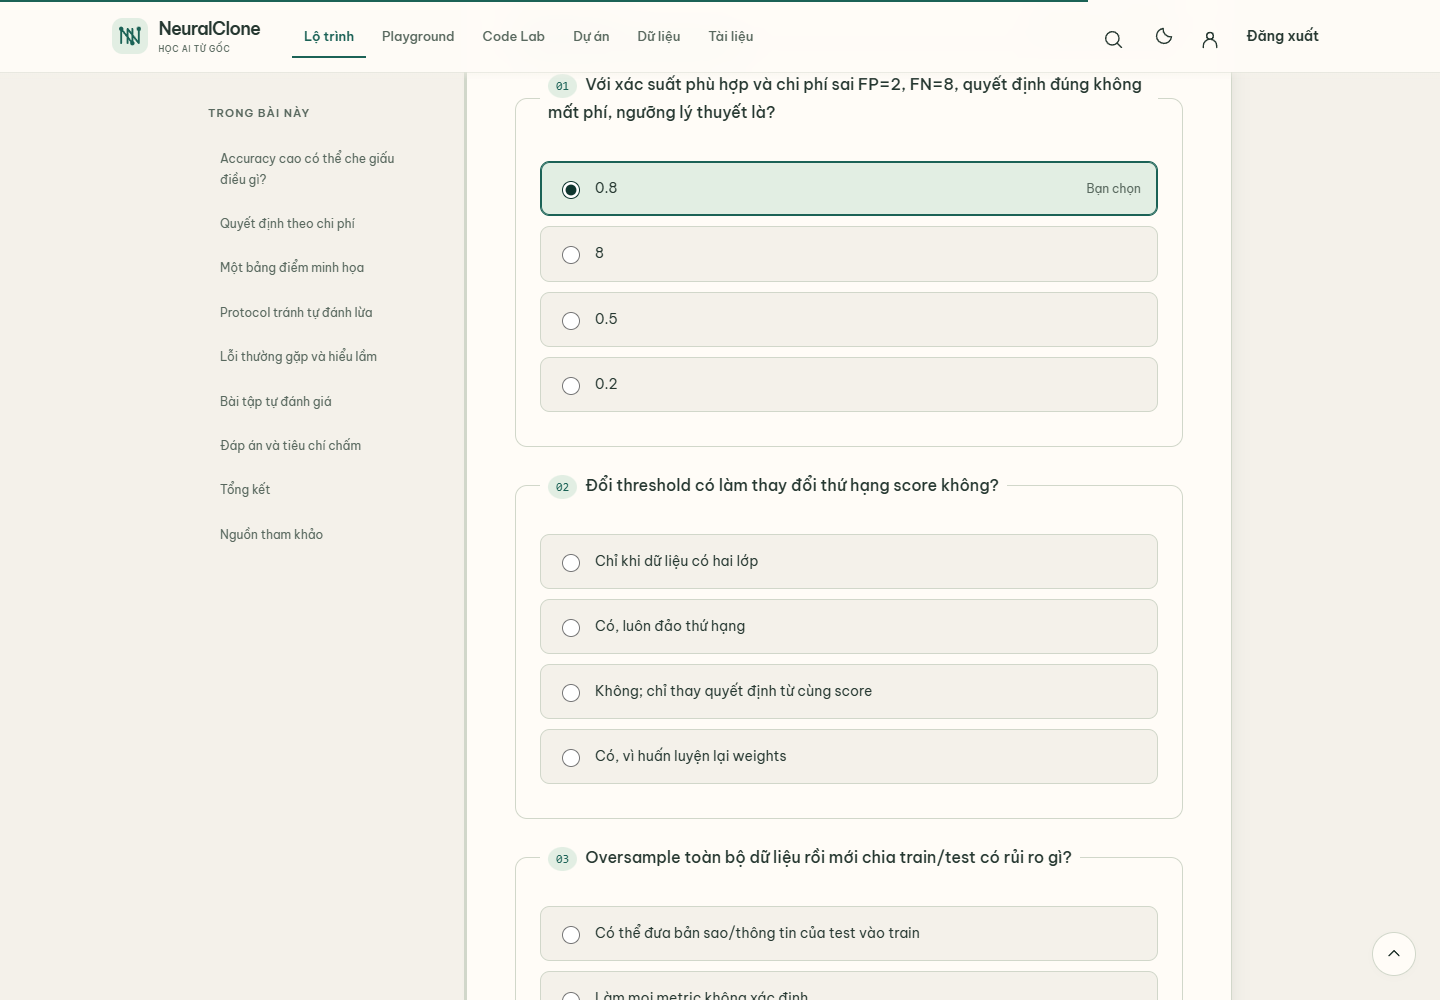 NeuralClone
HỌC AI TỪ GỐC
Lộ trình
Playground
Code Lab
Dự án
Dữ liệu
Tài liệu
Đăng xuất
TRONG BÀI NÀY
Accuracy cao có thể che giấu
điều gì?
Quyết định theo chi phí
Một bảng điểm minh họa
Protocol tránh tự đánh lừa
Lỗi thường gặp và hiểu lầm
Bài tập tự đánh giá
Đáp án và tiêu chí chấm
Tổng kết
Nguồn tham khảo
01 Với xác suất phù hợp và chi phí sai FP=2, FN=8, quyết định đúng không
mất phí, ngưỡng lý thuyết là?
0.8
Bạn chọn
8
0.5
0.2
02 Đổi threshold có làm thay đổi thứ hạng score không?
Chỉ khi dữ liệu có hai lớp
Có, luôn đảo thứ hạng
Không; chỉ thay quyết định từ cùng score
Có, vì huấn luyện lại weights
03 Oversample toàn bộ dữ liệu rồi mới chia train/test có rủi ro gì?
Có thể đưa bản sao/thông tin của test vào train
Làm mọi metric không xác định